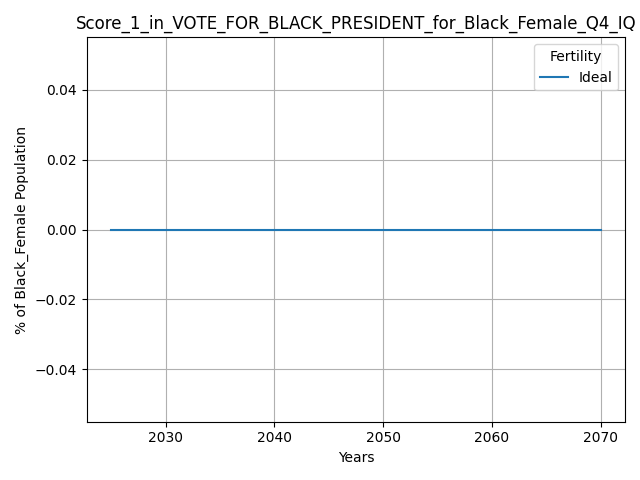 Score_1_in_VOTE_FOR_BLACK_PRESIDENT_for_Black_Female_Q4_IQ
Fertility
Ideal
% of Black_Female Population
0.04
0.02
0.00
−0.02
−0.04
2030 2040 2050 2060 2070
Years